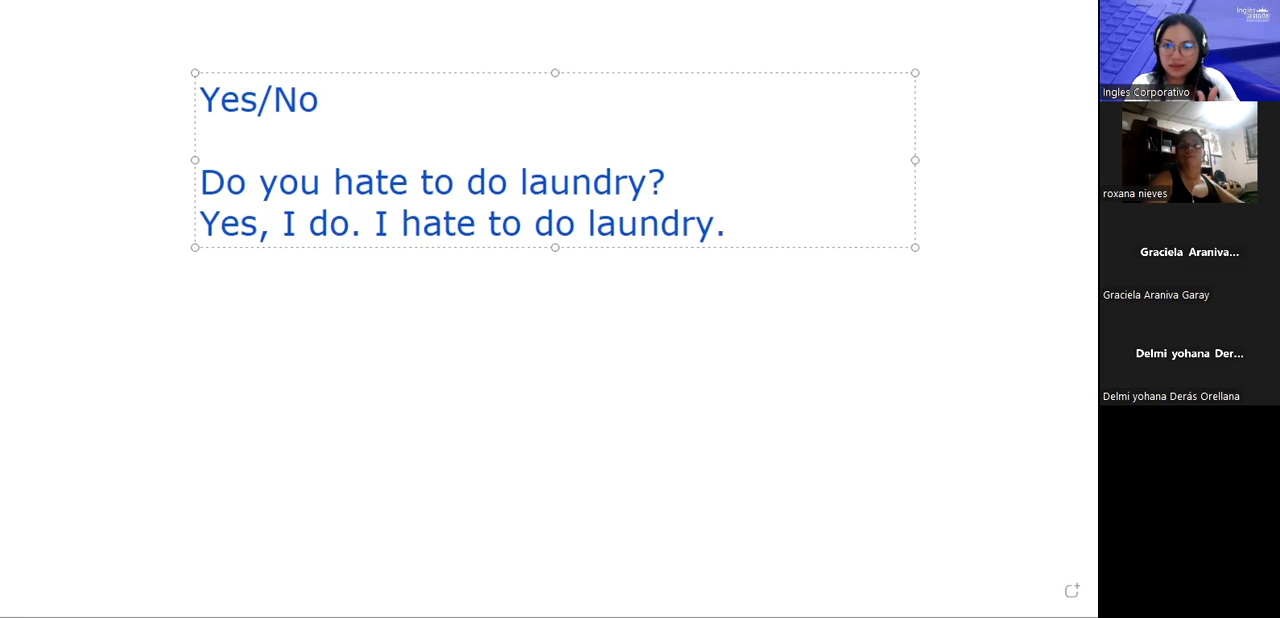 Yes/No
Do you hate to do laundry?
Yes, I do. I hate to do laundry.
Ingles
Ingles Corporativo
roxana nieves
Graciela Araniva...
Graciela Araniva Garay
Delmi yohana Der...
Delmi yohana Derás Orellana